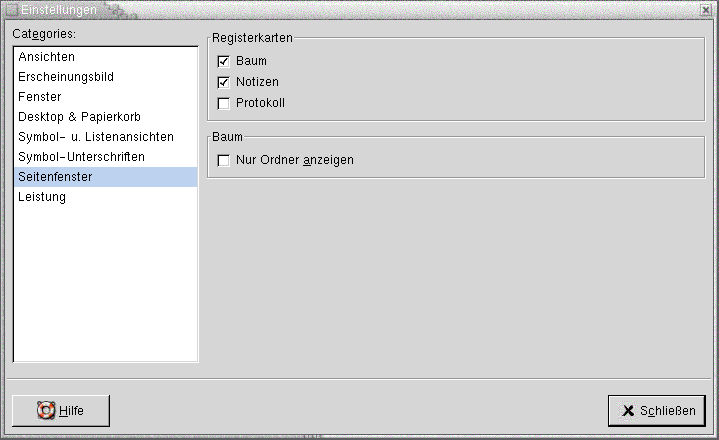 Einstellungen
Categories:
Ansichten
Erscheinungsbild
Fenster
Desktop & Papierkorb
Symbol- u. Listenansichten
Symbol-Unterschriften
Seitenfenster
Leistung
Registerkarten
Baum
Notizen
Protokoll
Baum
Nur Ordner anzeigen
Hilfe
Schließen